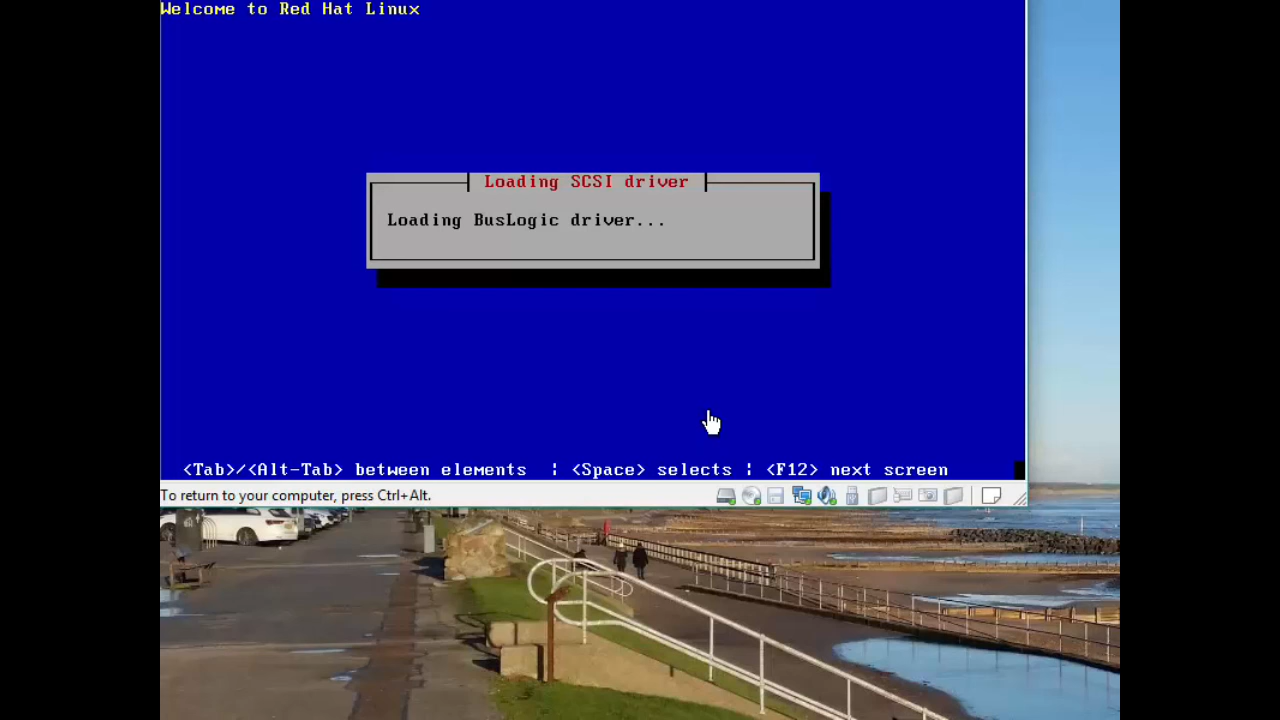 Welcome to Red Hat Linux
Loading SCSI driver
Loading BusLogic driver...
<Tab>/<Alt-Tab> between elements ¦ <Space> selects ¦ <F12> next screen
To return to your computer, press Ctrl+Alt.